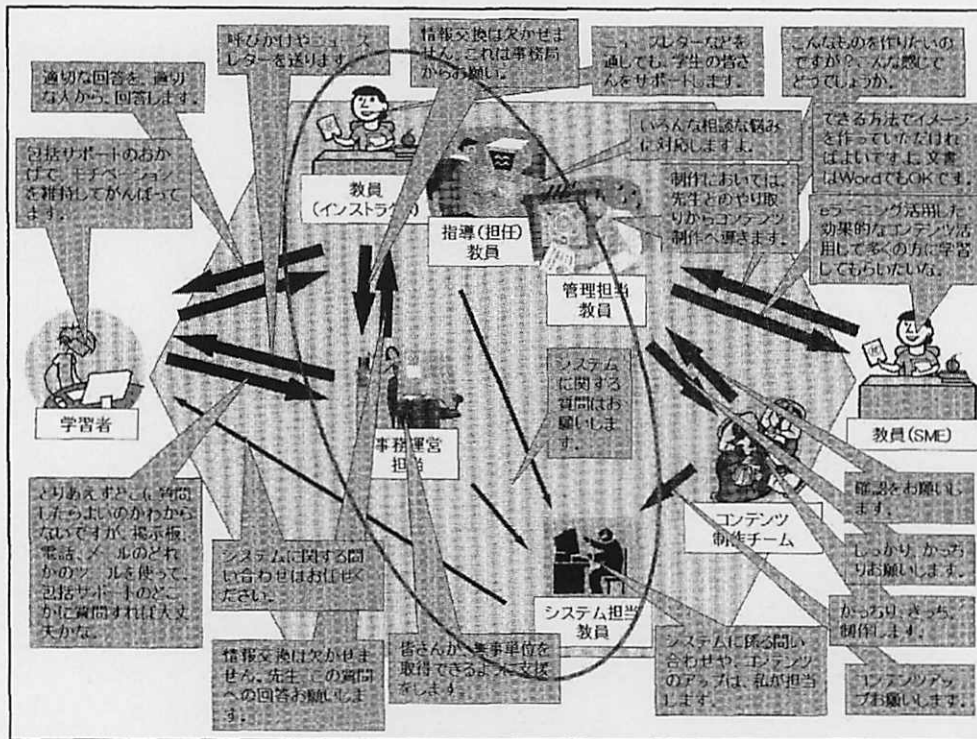 呼びかけやニュース
レターを送ります。
情報交換は欠かせま
せん。これは事務局
からお願い。
ニュースレターなどを
通しても、学生の皆さ
んをサポートします。
こんなものを作りたいの
ですが？、んな感じで
どうでしょうか。
適切な回答を、適切
な人から、回答します。
いろんな相談な悩み
に対応しますよ。
できる方法でイメージ
を作っていただければ
よいですよ。文書
はWordでもOKです。
包括サポートのおか
げで、モチベーション
を維持してがんばって
ます。
教員
(インストラクタ)
指導(担任)
教員
制作においては、
先生とのやり取
りからコンテンツ
制作へ導きます。
eラーニング活用した
効果的なコンテンツ活
用して多くの方に学習
してもらいたいな。
管理担当
教員
学習者
事務運営
担当
システム
に関する
質問はお
願いしま
す。
教員(SME)
コンテンツ
制作チーム
確認をお願いし
ます。
とりあえずどこに質問
したらよいのかわから
ないですが、掲示板、
電話、メールのどれ
かのツールを使って、
包括サポートのどこ
かに質問すれば大丈
夫かな。
システムに関する問
い合わせはお任せく
ださい。
しっかり、かっち
りお願いします。
システム担当
教員
かっちり、きっち
制作します。
情報交換は欠かせませ
ん。先生、この質問
への回答お願いしま
す。
皆さんが、無事単位を
取得できるように支援
をします。
システムに係る問い
合わせや、コンテンツ
のアップは、私が担当
します。
コンテンツアッ
プお願いします。